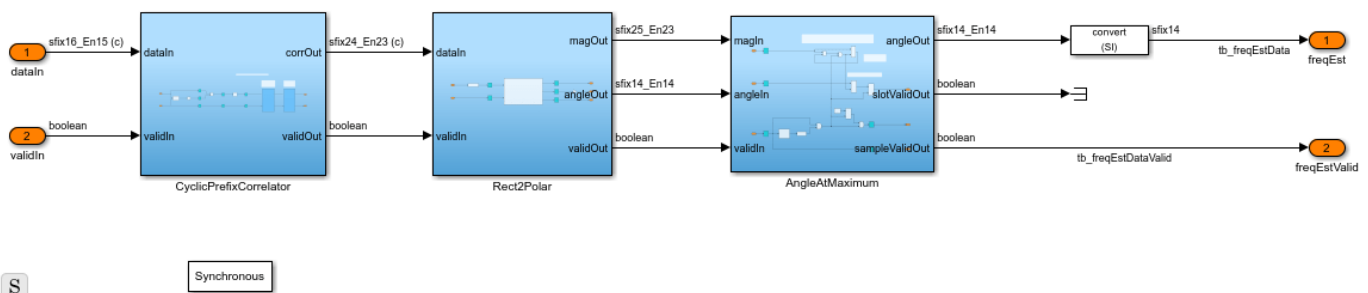 sfix16_En15 (c)
1
dataIn
boolean
2
validIn
dataIn
corrOut
validIn
validOut
CyclicPrefixCorrelator
sfix24_En23 (c)
boolean
dataIn
magOut
angleOut
validIn
validOut
Rect2Polar
sfix25_En23
sfix14_En14
boolean
magIn
angleOut
angleIn
slotValidOut
validIn
sampleValidOut
AngleAtMaximum
sfix14_En14
boolean
boolean
convert
(SI)
sfix14
tb_freqEstData
1
freqEst
tb_freqEstDataValid
2
freqEstValid
Synchronous
S